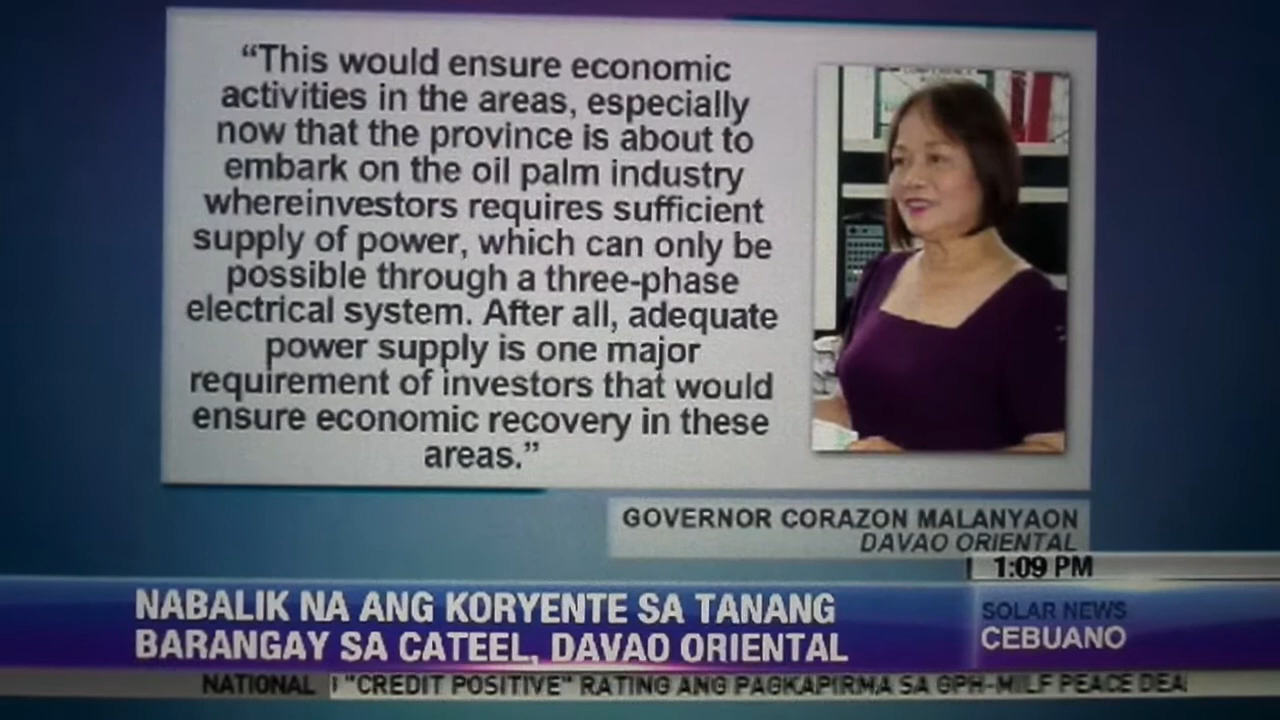 “This would ensure economic
activities in the areas, especially
now that the province is about to
embark on the oil palm industry
whereinvestors requires sufficient
supply of power, which can only be
possible through a three-phase
electrical system. After all, adequate
power supply is one major
requirement of investors that would
ensure economic recovery in these
areas.”
GOVERNOR CORAZON MALANYAON
DAVAO ORIENTAL
1:09 PM
NABALIK NA ANG KORYENTE SA TANANG
BARANGAY SA CATEEL, DAVAO ORIENTAL
SOLAR NEWS
CEBUANO
NATIONAL
"CREDIT POSITIVE" RATING ANG PAGKAPIRMA SA GPH-MILF PEACE DEA